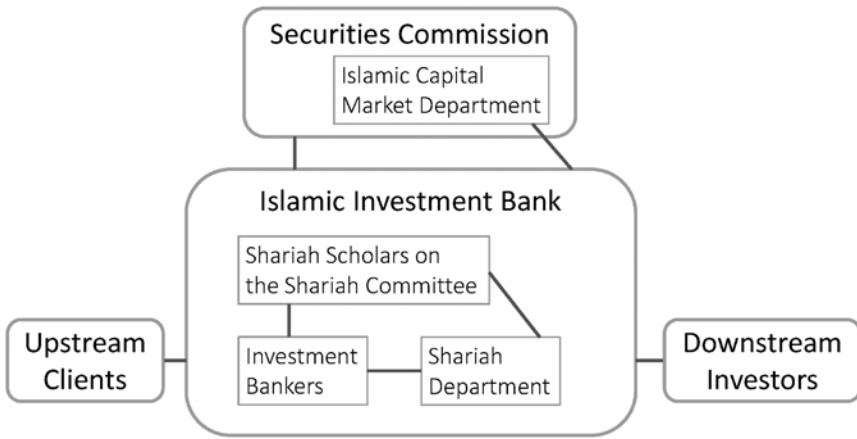 Securities Commission
Islamic Capital
Market Department
Islamic Investment Bank
Shariah Scholars on
the Shariah Committee
Upstream
Clients
Investment
Bankers
Shariah
Department
Downstream
Investors